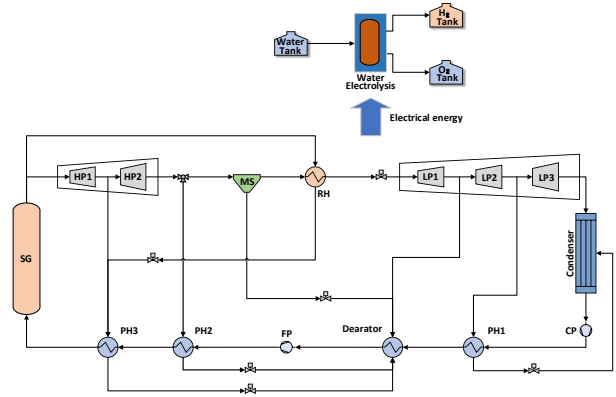 H2
Tank
Water
Tank
O2
Tank
Water
Electrolysis
Electrical energy
HP1
HP2
MS
RH
LP1
LP2
LP3
SG
Condenser
PH3
PH2
FP
Dearator
PH1
CP